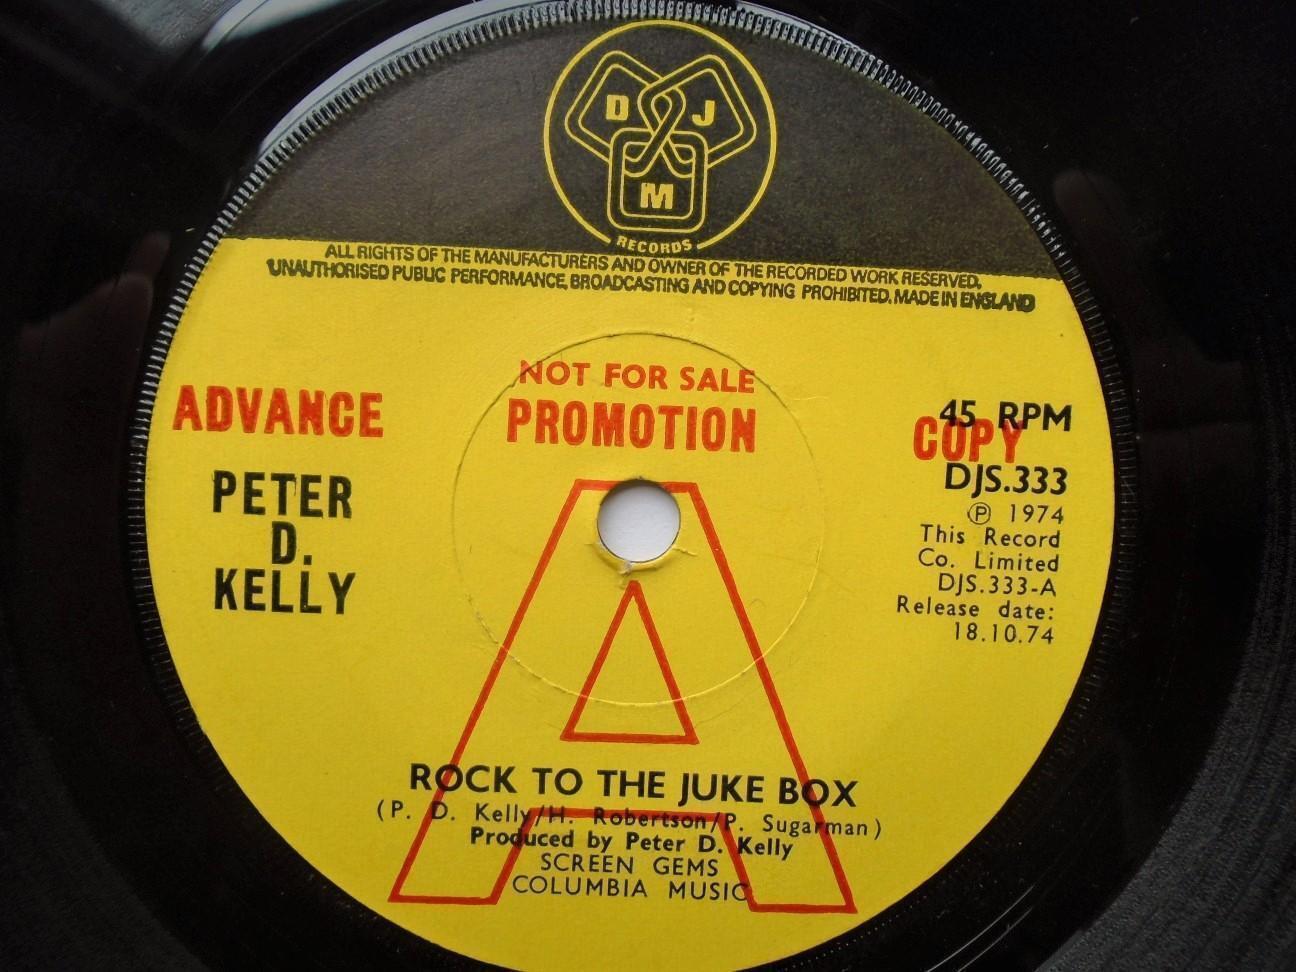 D J
M
RECORDS
ALL RIGHTS OF THE MANUFACTURERS AND OWNER OF THE RECORDED WORK RESERVED.
UNAUTHORISED PUBLIC PERFORMANCE, BROADCASTING AND COPYING PROHIBITED. MADE IN ENGLAND
NOT FOR SALE
ADVANCE PROMOTION COPY
45 RPM
PETER
D.
KELLY
DJS.333
Ⓟ 1974
This Record
Co. Limited
DJS.333-A
Release date:
18.10.74
A
ROCK TO THE JUKE BOX
(P. D. Kelly/H. Robertson/P. Sugarman)
Produced by Peter D. Kelly
SCREEN GEMS
COLUMBIA MUSIC